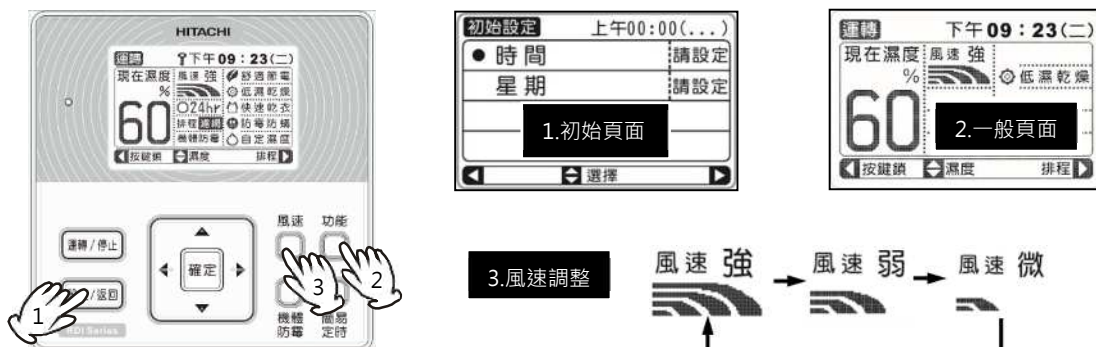 HITACHI
運轉 下午09:23(二)
現在濕度 風速 強 舒適節電
% 低濕乾燥
60 24hr 快速乾衣
排程連續 防霉防蟎
機體防霉 自定濕度
按鍵鎖 濕度 排程
運轉/停止
/返回
確定
風速 功能
機體防霉
簡易定時
1
2
3
RDI Series
初始設定 上午00:00(...)
● 時間 請設定
星期 請設定
1.初始頁面
選擇
運轉 下午09:23(二)
現在濕度 風速 強
% 低濕乾燥
60
2.一般頁面
按鍵鎖 濕度 排程
3.風速調整
風速 強
風速 弱
風速 微